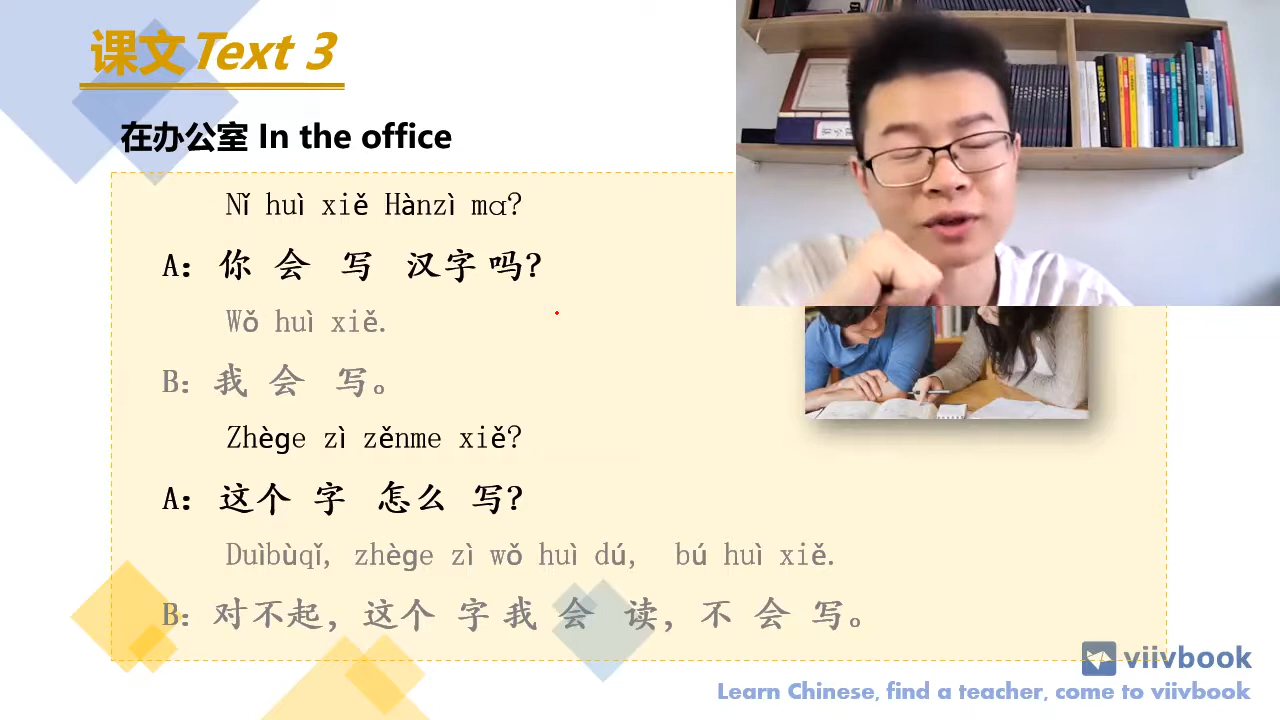 课文Text 3
在办公室 In the office
Nǐ huì xiě Hànzì ma?
A：你 会 写 汉字 吗？
Wǒ huì xiě.
B：我 会 写。
Zhège zì zěnme xiě?
A：这个 字 怎么 写？
Duìbùqǐ, zhège zì wǒ huì dú, bú huì xiě.
B：对不起，这个 字 我 会 读，不 会 写。
viivbook
Learn Chinese, find a teacher, come to viivbook